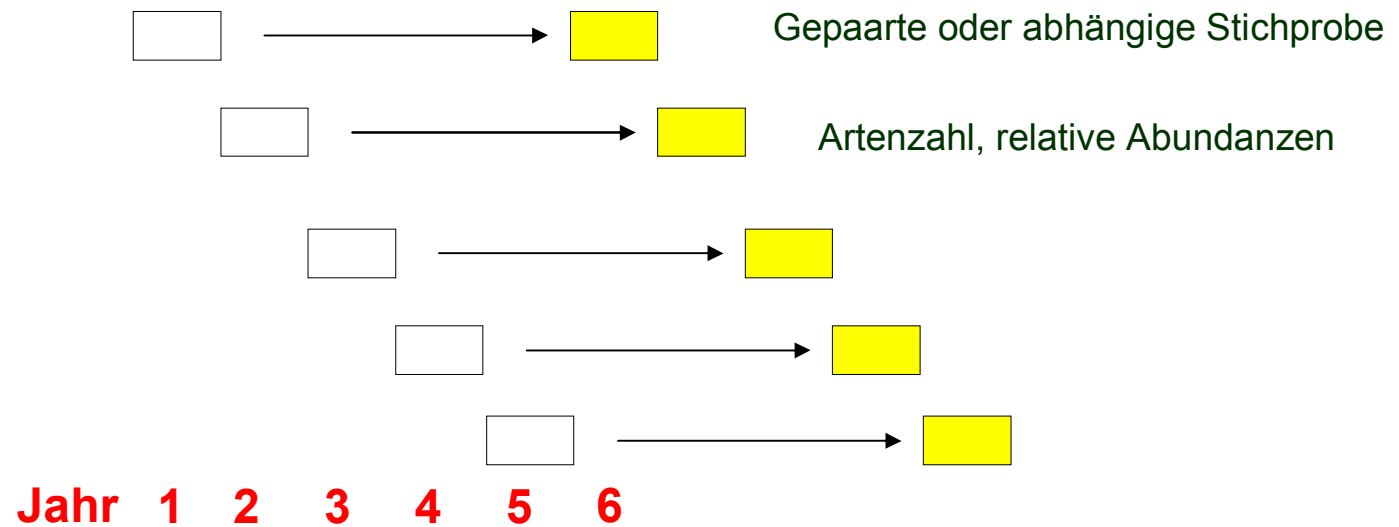 Gepaarte oder abhängige Stichprobe
Artenzahl, relative Abundanzen
Jahr 1 2 3 4 5 6